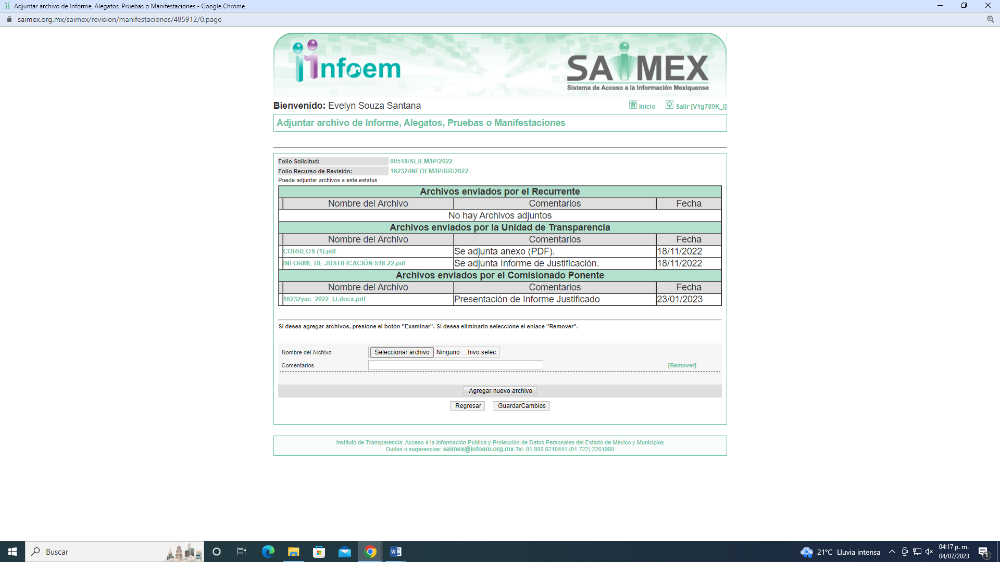 Adjuntar archivo de Informe, Alegatos, Pruebas o Manifestaciones - Google Chrome
saimex.org.mx/saimex/revision/manifestaciones/485912/0.page
infoem
SAIMEX
Sistema de Acceso a la Información Mexiquense
Bienvenido: Evelyn Souza Santana
Inicio Salir [V1g789K_I]
Adjuntar archivo de Informe, Alegatos, Pruebas o Manifestaciones
Folio Solicitud: 00518/SEIEM/IP/2022
Folio Recurso de Revisión: 16232/INFOEM/IP/RR/2022
Puede adjuntar archivos a este estatus
Archivos enviados por el Recurrente
Nombre del Archivo Comentarios Fecha
No hay Archivos adjuntos
Archivos enviados por la Unidad de Transparencia
Nombre del Archivo Comentarios Fecha
CORREOS (1).pdf Se adjunta anexo (PDF). 18/11/2022
INFORME DE JUSTIFICACIÓN 518-22.pdf Se adjunta Informe de Justificación. 18/11/2022
Archivos enviados por el Comisionado Ponente
Nombre del Archivo Comentarios Fecha
16232yac_2022_IJ.docx.pdf Presentación de Informe Justificado 23/01/2023
Si desea agregar archivos, presione el botón "Examinar". Si desea eliminarlo seleccione el enlace "Remover".
Nombre del Archivo Seleccionar archivo Ninguno ...hivo selec.
Comentarios [Remover]
Agregar nuevo archivo
Regresar GuardarCambios
Instituto de Transparencia, Acceso a la Información Pública y Protección de Datos Personales del Estado de México y Municipios
Dudas o sugerencias: saimex@infoem.org.mx Tel. 01 800 8210441 (01 722) 2261980
Buscar
21°C Lluvia intensa
04:17 p. m.
04/07/2023
1